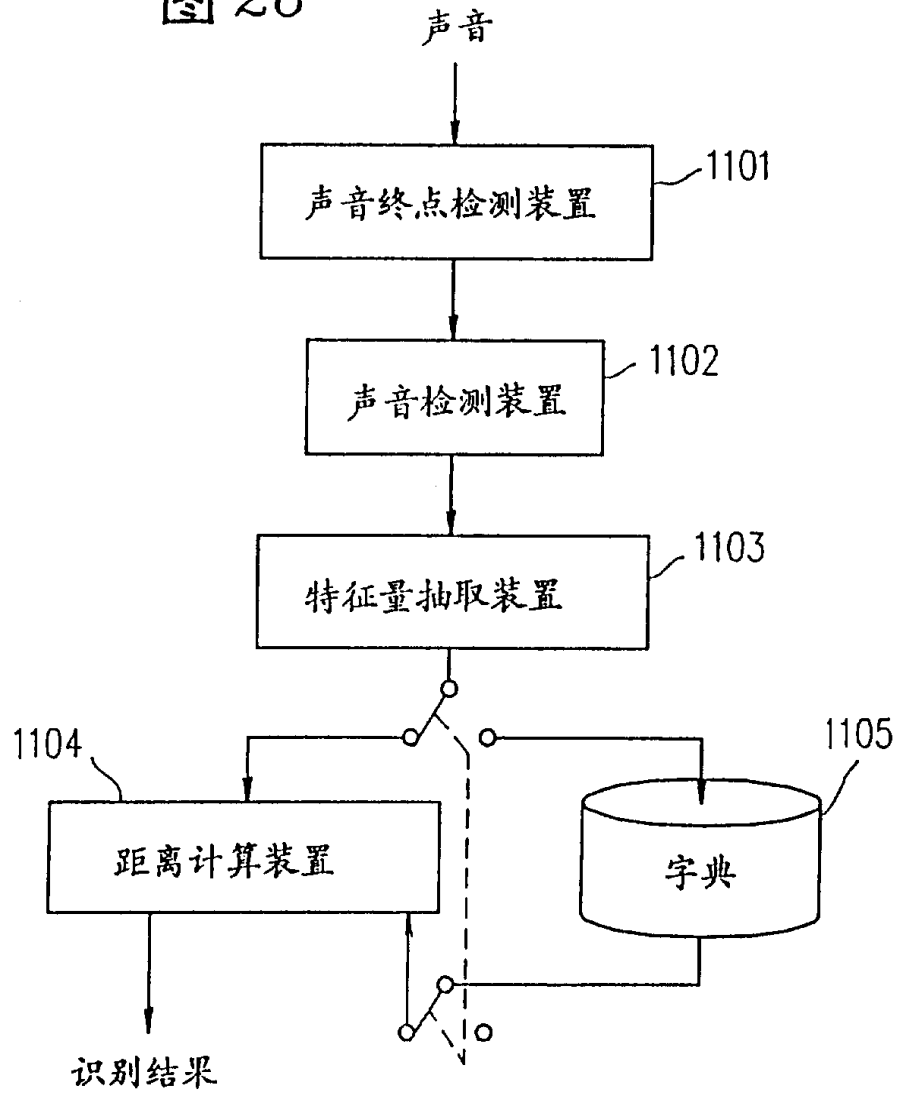 图 28
声音
1101
声音终点检测装置
1102
声音检测装置
1103
特征量抽取装置
1104
1105
距离计算装置
字典
识别结果